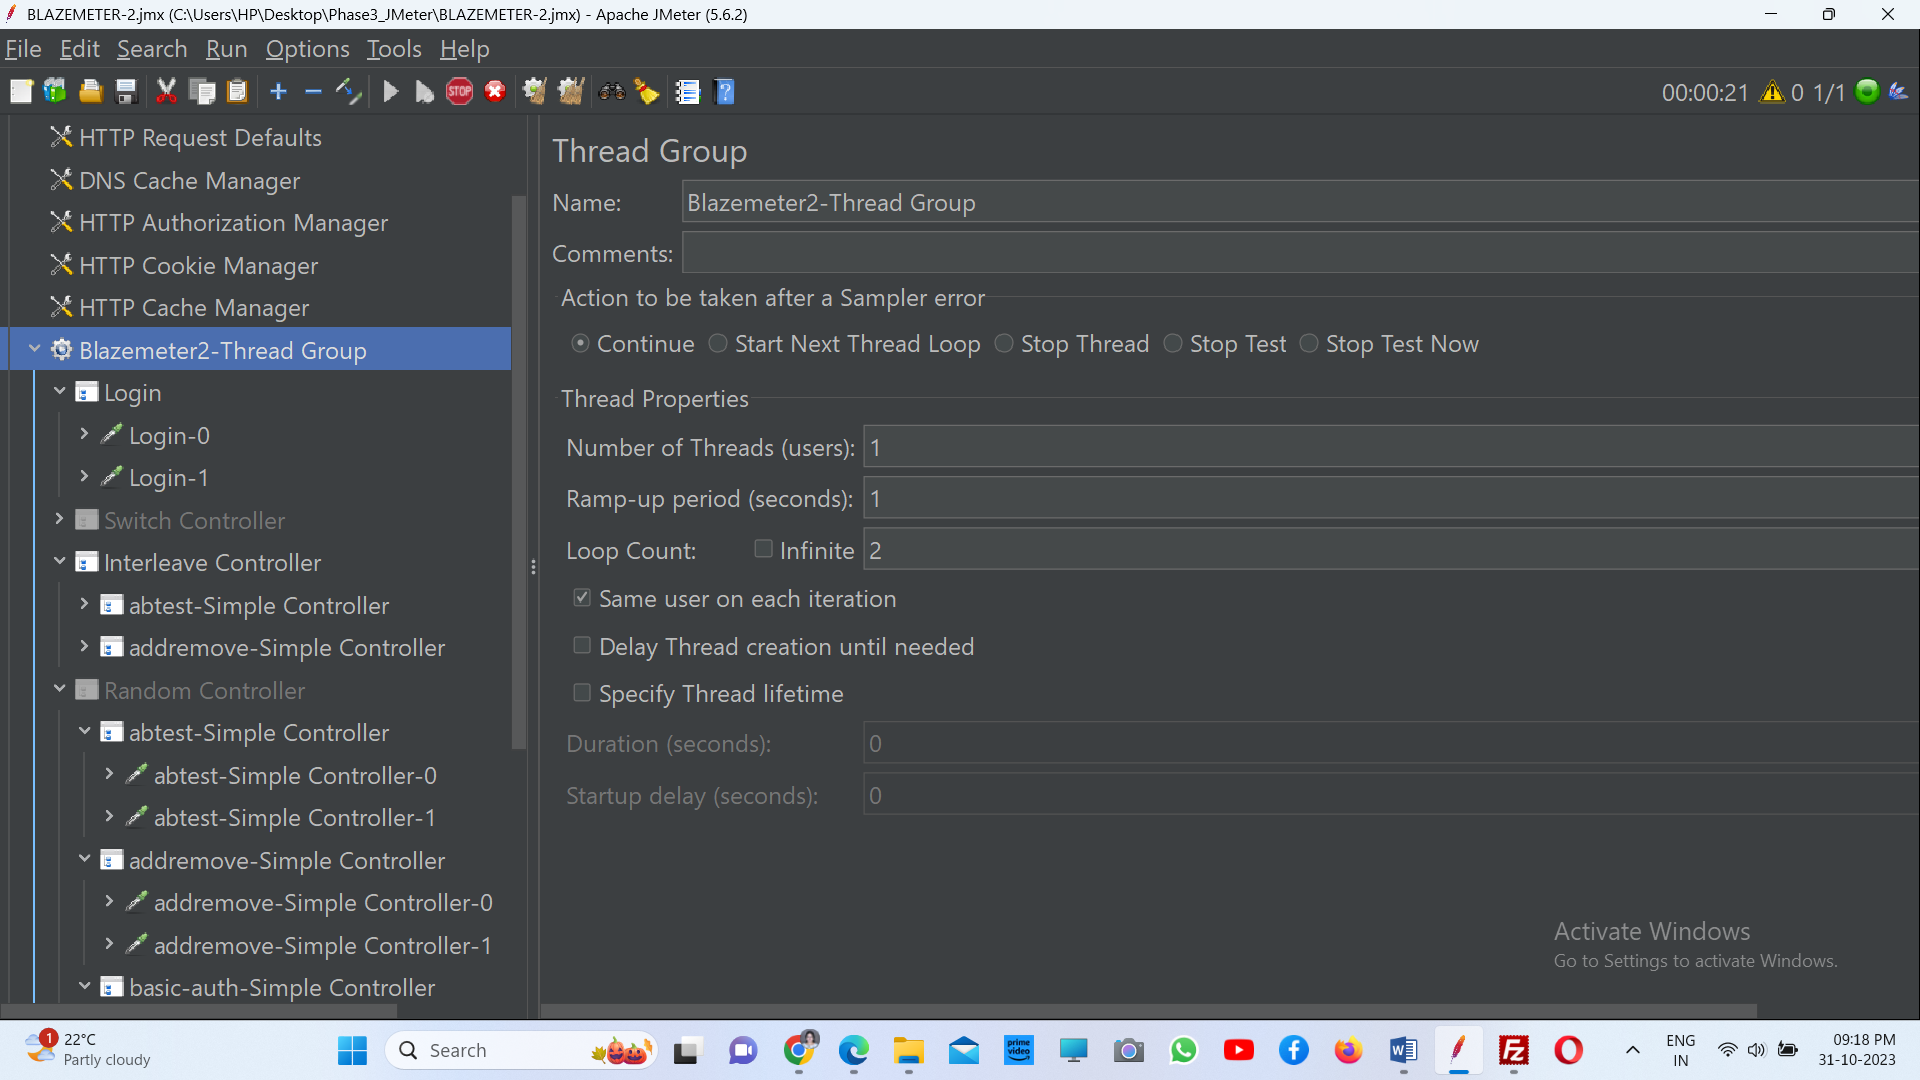 BLAZEMETER-2.jmx (C:\Users\HP\Desktop\Phase3_JMeter\BLAZEMETER-2.jmx) - Apache JMeter (5.6.2)
File Edit Search Run Options Tools Help
STOP
00:00:21 0 1/1
HTTP Request Defaults
DNS Cache Manager
HTTP Authorization Manager
HTTP Cookie Manager
HTTP Cache Manager
Blazemeter2-Thread Group
Login
Login-0
Login-1
Switch Controller
Interleave Controller
abtest-Simple Controller
addremove-Simple Controller
Random Controller
abtest-Simple Controller
abtest-Simple Controller-0
abtest-Simple Controller-1
addremove-Simple Controller
addremove-Simple Controller-0
addremove-Simple Controller-1
basic-auth-Simple Controller
Thread Group
Name: Blazemeter2-Thread Group
Comments:
Action to be taken after a Sampler error
Continue Start Next Thread Loop Stop Thread Stop Test Stop Test Now
Thread Properties
Number of Threads (users): 1
Ramp-up period (seconds): 1
Loop Count: Infinite 2
Same user on each iteration
Delay Thread creation until needed
Specify Thread lifetime
Duration (seconds): 0
Startup delay (seconds): 0
Activate Windows
Go to Settings to activate Windows.
1
22°C
Partly cloudy
Search
prime
video
ENG
IN
09:18 PM
31-10-2023